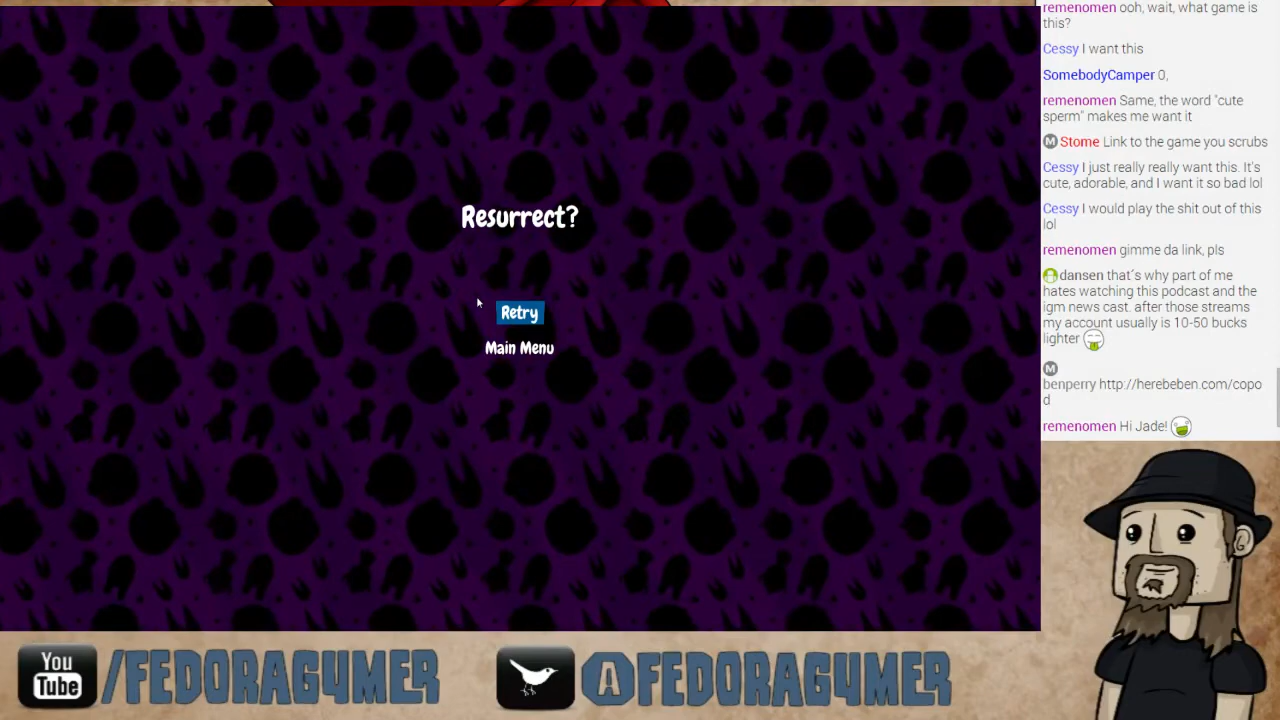 Resurrect?
Retry
Main Menu
remenomen ooh, wait, what game is
this?
Cessy I want this
SomebodyCamper 0,
remenomen Same, the word "cute
sperm" makes me want it
M Stome Link to the game you scrubs
Cessy I just really really want this. It's
cute, adorable, and I want it so bad lol
Cessy I would play the shit out of this
lol
remenomen gimme da link, pls
dansen that´s why part of me
hates watching this podcast and the
igm news cast. after those streams
my account usually is 10-50 bucks
lighter
M
benperry http://herebeben.com/copo
d
remenomen Hi Jade!
You
Tube /FEDORAG4MER
@FEDORAG4MER